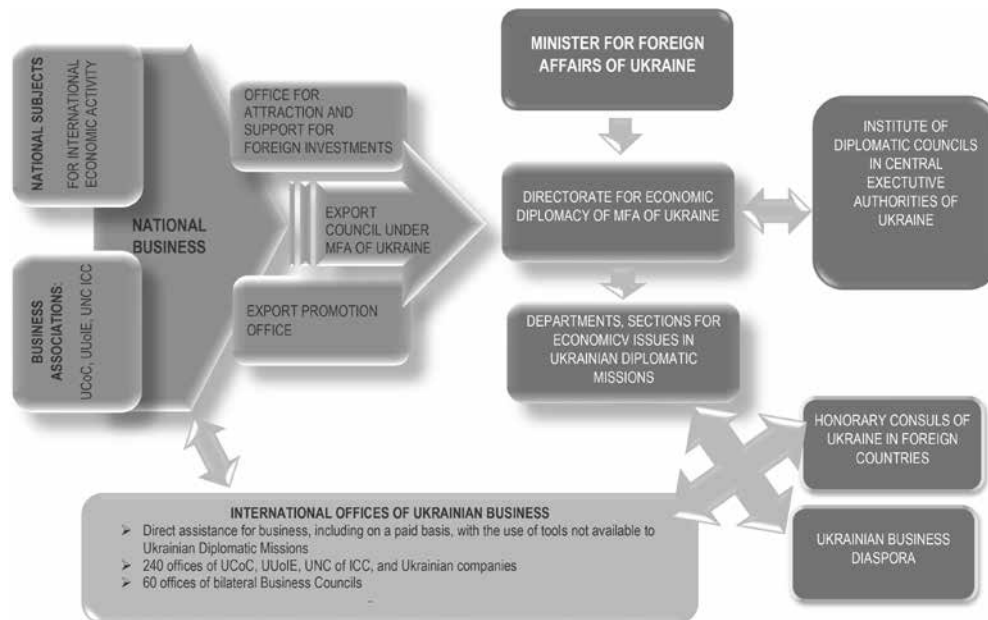 NATIONAL SUBJECTS
FOR INTERNATIONAL
ECONOMIC ACTIVITY
BUSINESS
ASSOCIATIONS:
UCoC, UUoIE, UNC ICC
NATIONAL
BUSINESS
OFFICE FOR
ATTRACTION AND
SUPPORT FOR
FOREIGN INVESTMENTS
EXPORT
COUNCIL UNDER
MFA OF UKRAINE
EXPORT PROMOTION
OFFICE
MINISTER FOR FOREIGN
AFFAIRS OF UKRAINE
DIRECTORATE FOR ECONOMIC
DIPLOMACY OF MFA OF UKRAINE
INSTITUTE OF
DIPLOMATIC COUNCILS
IN CENTRAL
EXECTUTIVE
AUTHORITIES OF
UKRAINE
DEPARTMENTS, SECTIONS FOR
ECONOMICV ISSUES IN
UKRAINIAN DIPLOMATIC
MISSIONS
HONORARY CONSULS OF
UKRAINE IN FOREIGN
COUNTRIES
UKRAINIAN BUSINESS
DIASPORA
INTERNATIONAL OFFICES OF UKRAINIAN BUSINESS
➢ Direct assistance for business, including on a paid basis, with the use of tools not available to
Ukrainian Diplomatic Missions
➢ 240 offices of UCoC, UUoIE, UNC of ICC, and Ukrainian companies
➢ 60 offices of bilateral Business Councils